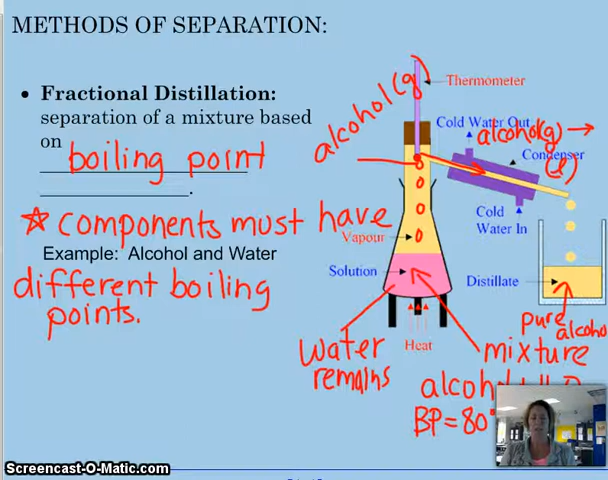 METHODS OF SEPARATION:
• Fractional Distillation:
separation of a mixture based
on
boiling point
☆ components must have
Example: Alcohol and Water
different boiling
points.
alcohol (g)
Thermometer
Cold Water Out
alcohol(g) →
Condenser
(l)
Cold
Water In
Vapour
Solution
Distillate
Heat
pure
alcoho
water
remains
mixture
BP = 80°
Screencast-O-Matic.com